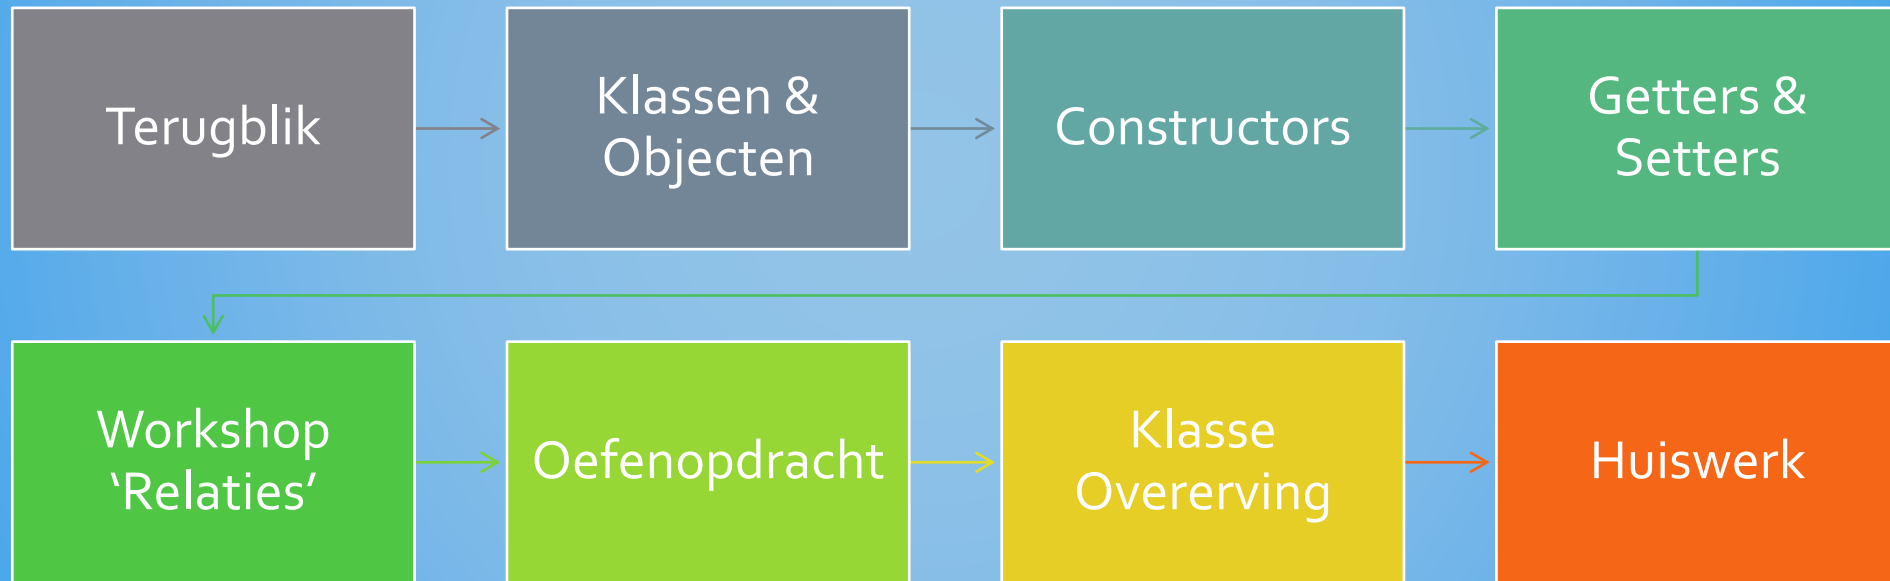 Terugblik
Klassen &
Objecten
Constructors
Getters &
Setters
Workshop
‘Relaties’
Oefenopdracht
Klasse
Overerving
Huiswerk